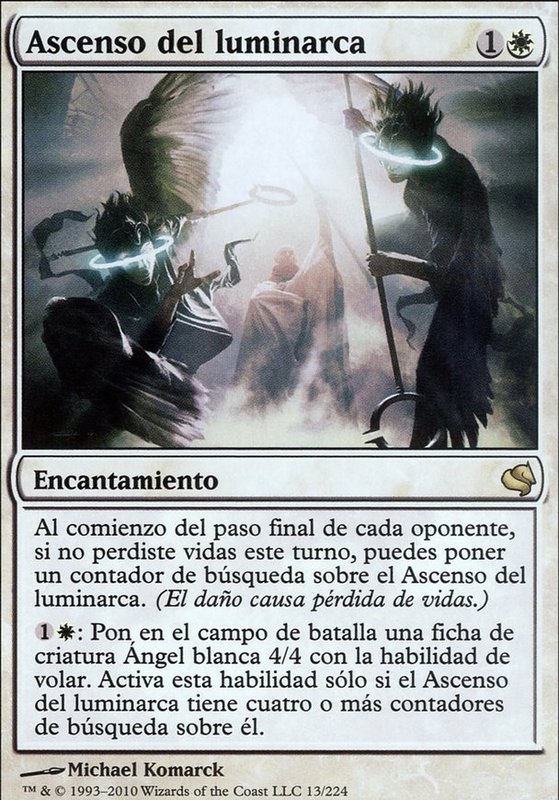 Ascenso del luminarca 1
Encantamiento
Al comienzo del paso final de cada oponente,
si no perdiste vidas este turno, puedes poner
un contador de búsqueda sobre el Ascenso del
luminarca. (El daño causa pérdida de vidas.)
1 : Pon en el campo de batalla una ficha de
criatura Ángel blanca 4/4 con la habilidad de
volar. Activa esta habilidad sólo si el Ascenso
del luminarca tiene cuatro o más contadores
de búsqueda sobre él.
Michael Komarck
™ & © 1993–2010 Wizards of the Coast LLC 13/224